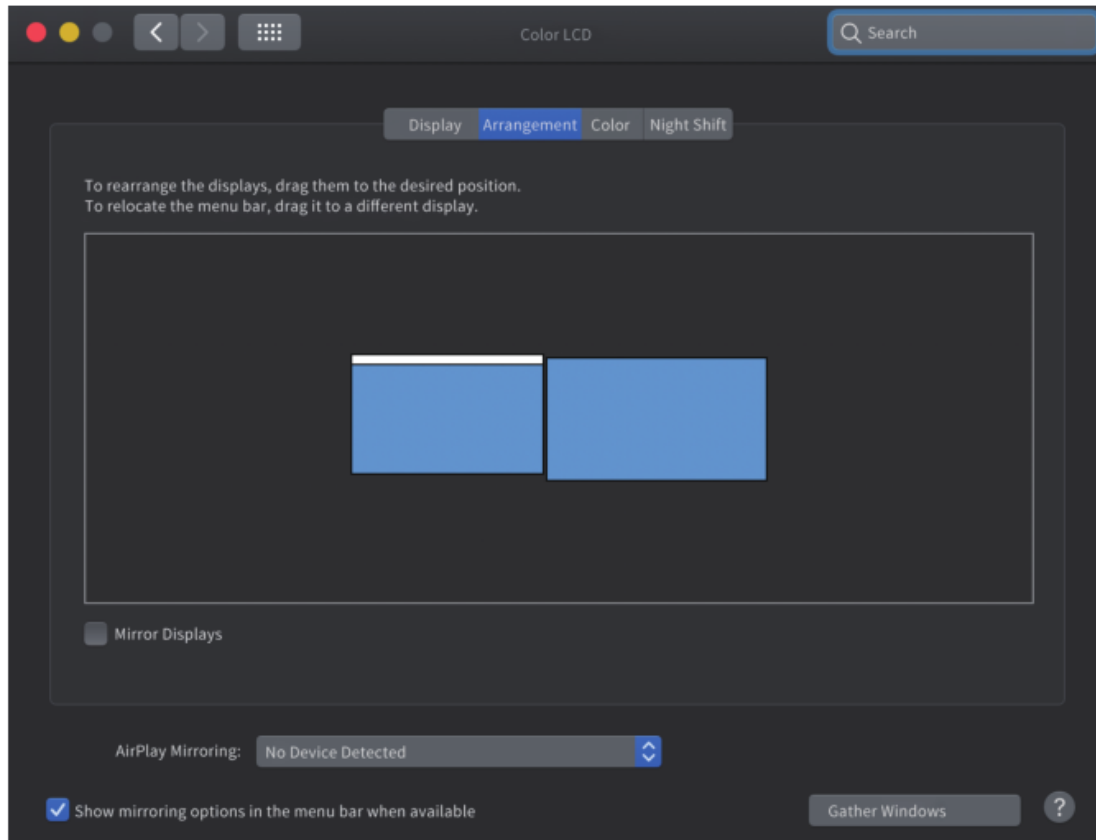 Color LCD
Search
Display Arrangement Color Night Shift
To rearrange the displays, drag them to the desired position.
To relocate the menu bar, drag it to a different display.
Mirror Displays
AirPlay Mirroring: No Device Detected
Show mirroring options in the menu bar when available
Gather Windows ?